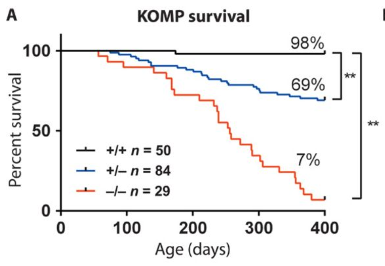 A
KOMP survival
100
98%
**
69%
**
Percent survival
50
+/+ n = 50
+/– n = 84
–/– n = 29
7%
0
0 100 200 300 400
Age (days)